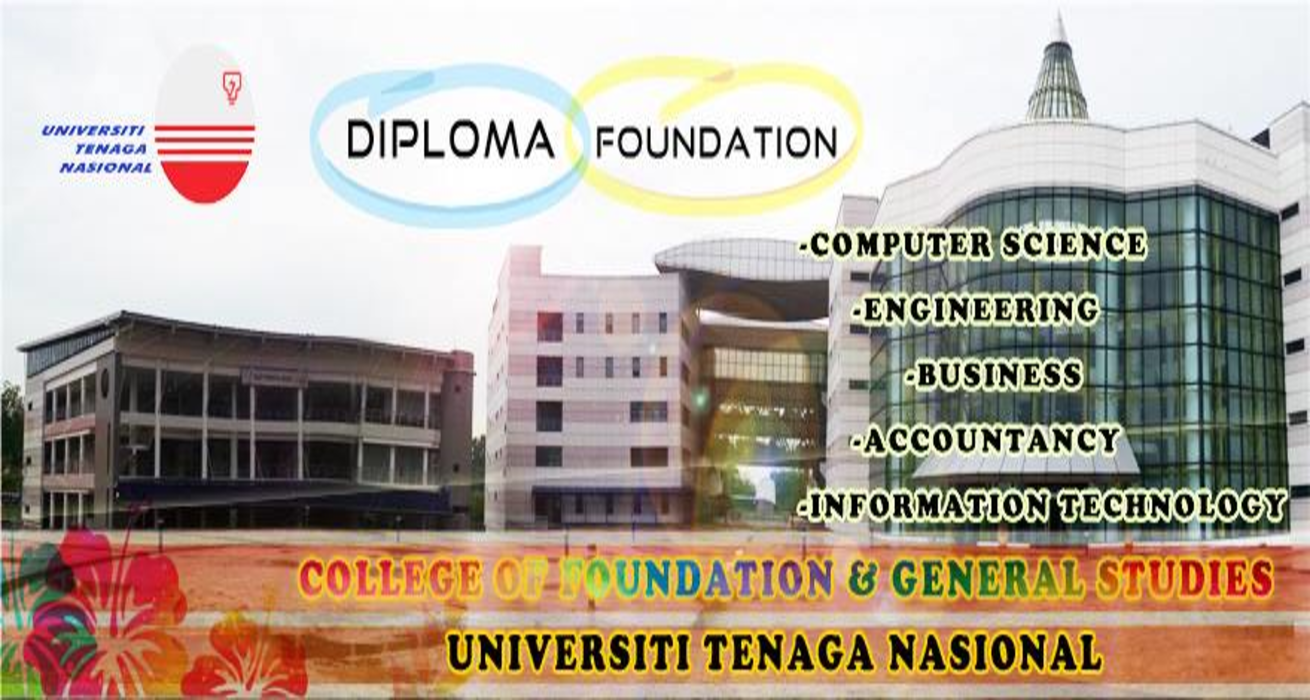 UNIVERSITI
TENAGA
NASIONAL
DIPLOMA FOUNDATION
-COMPUTER SCIENCE
-ENGINEERING
-BUSINESS
-ACCOUNTANCY
-INFORMATION TECHNOLOGY
COLLEGE OF FOUNDATION & GENERAL STUDIES
UNIVERSITI TENAGA NASIONAL